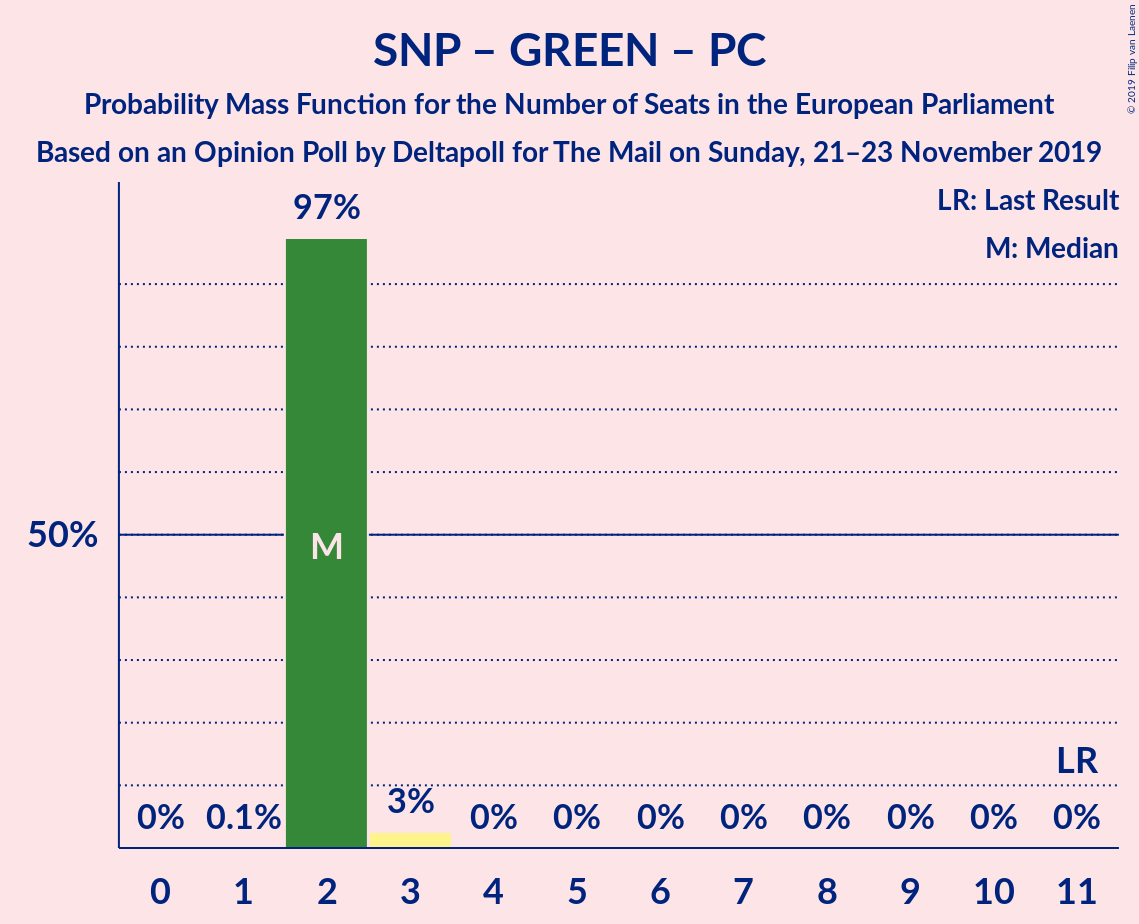 SNP – GREEN – PC
Probability Mass Function for the Number of Seats in the European Parliament
Based on an Opinion Poll by Deltapoll for The Mail on Sunday, 21–23 November 2019
© 2019 Filip van Laenen
LR: Last Result
M: Median
97%
50%
M
LR
0% 0.1% 3% 0% 0% 0% 0% 0% 0% 0% 0%
0 1 2 3 4 5 6 7 8 9 10 11